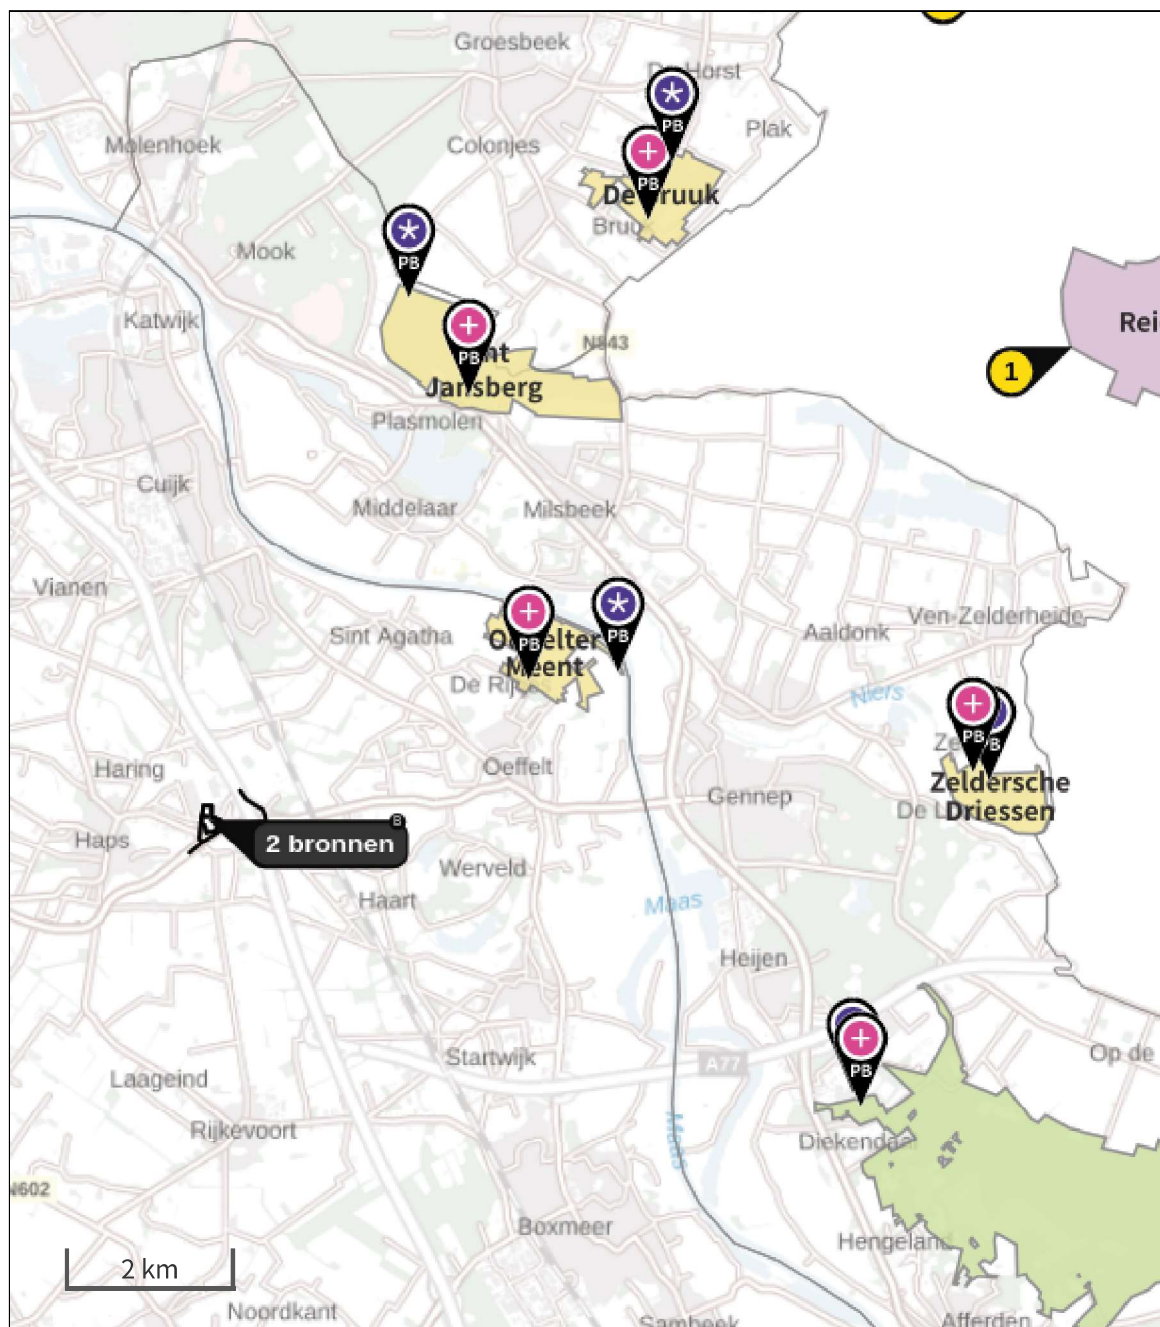 Groesbeek
De Horst
PB
Plak
Molenhoek
Colonjes
PB
De Bruuk
Mook
PB
Katwijk
N843
Rei
PB
1
Jansberg
Plasmolen
Cuijk
Middelaar
Milsbeek
Vianen
Ven-Zelderheide
Sint Agatha
PB
PB
Aaldonk
Meent
De Rij
Niers
PB
Haring
Oeffelt
Zeldersche
Driessen
Gennep
B
2 bronnen
Haps
Werveld
Haart
Maas
Heijen
Startwijk
A77
PB
Op de
Laageind
Rijkevoort
Maas
Diekendaal
N602
Boxmeer
Hengeland
2 km
Noordkant
Sambeek
Afferden